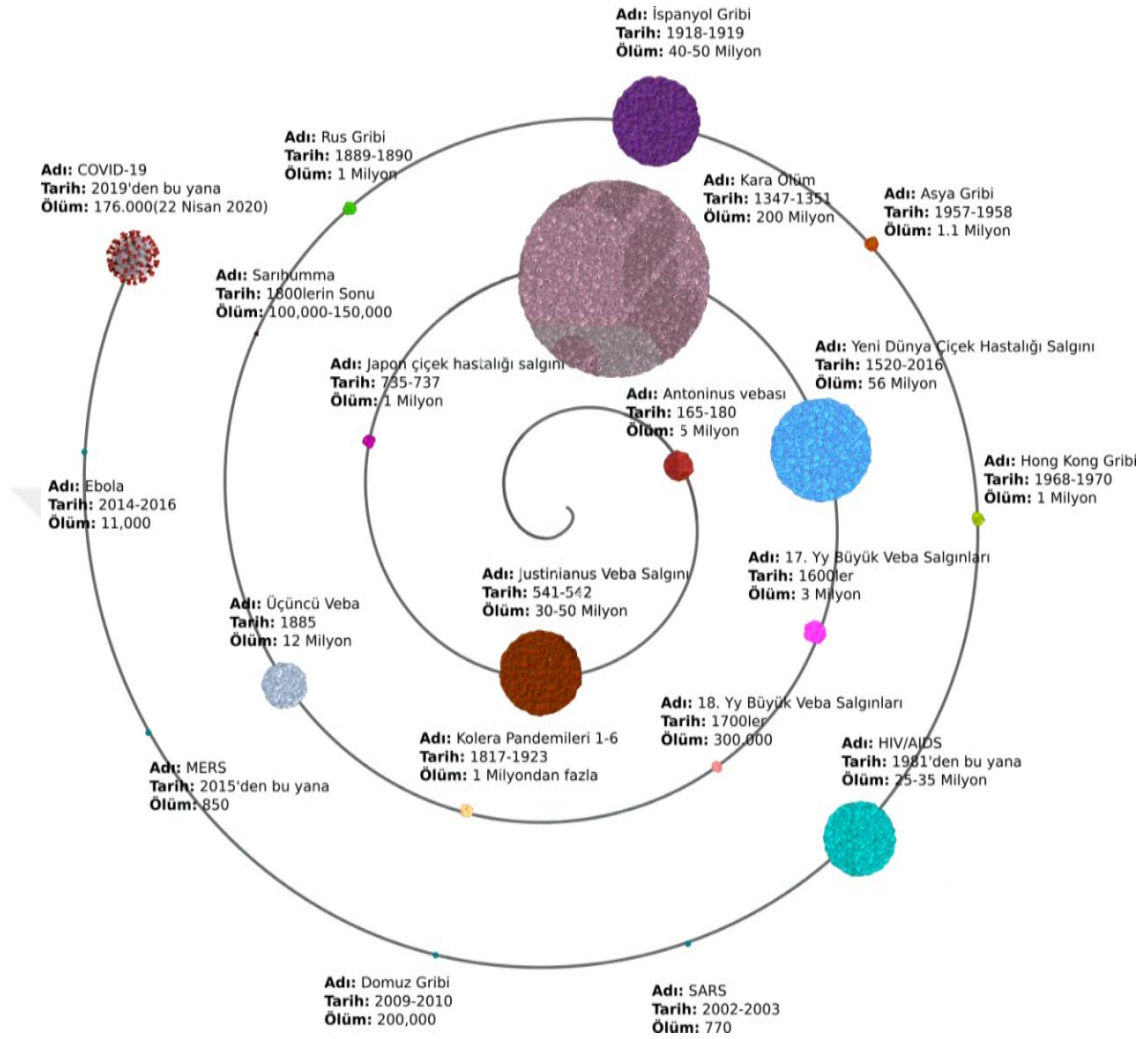 Adı: İspanyol Gribi
Tarih: 1918-1919
Ölüm: 40-50 Milyon
Adı: Rus Gribi
Tarih: 1889-1890
Ölüm: 1 Milyon
Adı: COVID-19
Tarih: 2019'den bu yana
Ölüm: 176.000(22 Nisan 2020)
Adı: Kara Ölüm
Tarih: 1347-1351
Ölüm: 200 Milyon
Adı: Asya Gribi
Tarih: 1957-1958
Ölüm: 1.1 Milyon
Adı: Sarıhumma
Tarih: 1800lerin Sonu
Ölüm: 100,000-150,000
Adı: Japon çiçek hastalığı salgını
Tarih: 735-737
Ölüm: 1 Milyon
Adı: Yeni Dünya Çiçek Hastalığı Salgını
Tarih: 1520-2016
Ölüm: 56 Milyon
Adı: Antoninus vebası
Tarih: 165-180
Ölüm: 5 Milyon
Adı: Hong Kong Gribi
Tarih: 1968-1970
Ölüm: 1 Milyon
Adı: Ebola
Tarih: 2014-2016
Ölüm: 11,000
Adı: Justinianus Veba Salgını
Tarih: 541-542
Ölüm: 30-50 Milyon
Adı: 17. Yy Büyük Veba Salgınları
Tarih: 1600ler
Ölüm: 3 Milyon
Adı: Üçüncü Veba
Tarih: 1885
Ölüm: 12 Milyon
Adı: 18. Yy Büyük Veba Salgınları
Tarih: 1700ler
Ölüm: 300,000
Adı: Kolera Pandemileri 1-6
Tarih: 1817-1923
Ölüm: 1 Milyondan fazla
Adı: HIV/AIDS
Tarih: 1981'den bu yana
Ölüm: 25-35 Milyon
Adı: MERS
Tarih: 2015'den bu yana
Ölüm: 850
Adı: Domuz Gribi
Tarih: 2009-2010
Ölüm: 200,000
Adı: SARS
Tarih: 2002-2003
Ölüm: 770